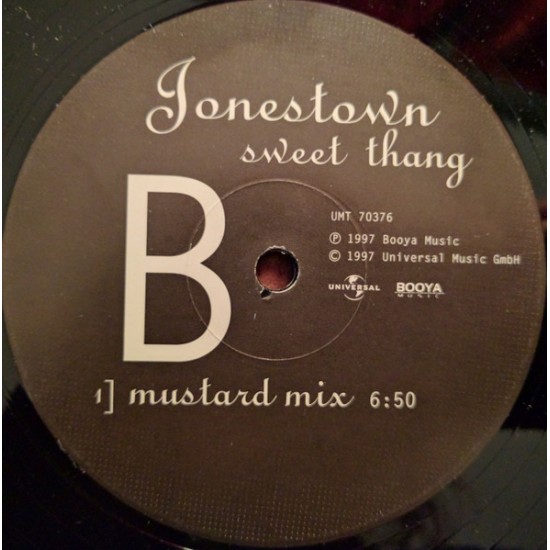 Jonestown
sweet thang
B
UMT 70376
℗ 1997 Booya Music
© 1997 Universal Music GmbH
UNIVERSAL
BOOYA
MUSIC
1] mustard mix 6:50